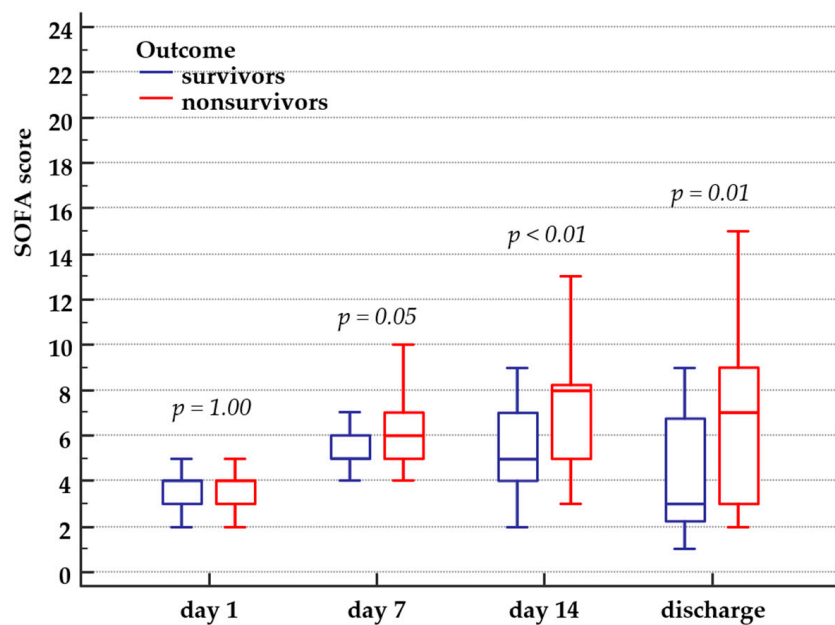 24
22
20
18
16
14
12
10
8
6
4
2
0
SOFA score
Outcome
survivors
nonsurvivors
p = 1.00
p = 0.05
p < 0.01
p = 0.01
day 1
day 7
day 14
discharge